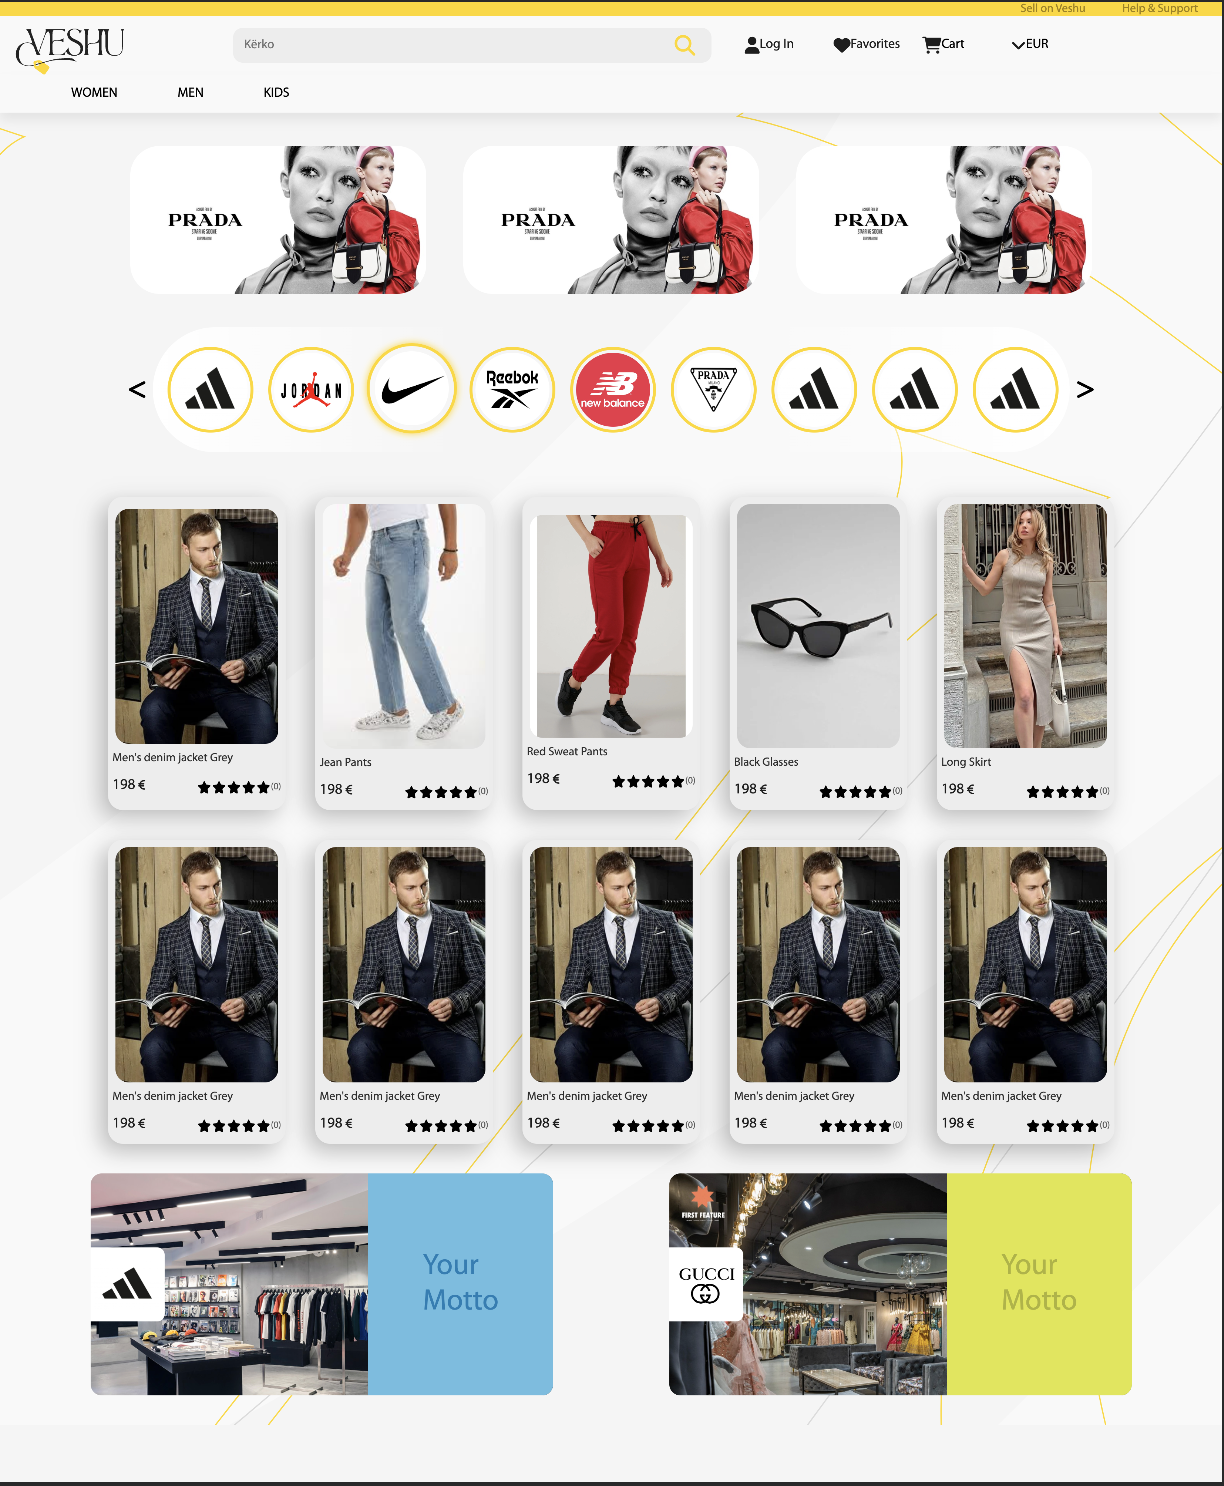 Sell on Veshu Help & Support
VESHU
Kërko
Log In
Favorites
Cart
EUR
WOMEN MEN KIDS
PRADA
PRADA
PRADA
<
JORDAN
Reebok
NB
new balance
PRADA
MILANO
>
Men's denim jacket Grey
198 €
(0)
Jean Pants
198 €
(0)
Red Sweat Pants
198 €
(0)
Black Glasses
198 €
(0)
Long Skirt
198 €
(0)
Men's denim jacket Grey
198 €
(0)
Men's denim jacket Grey
198 €
(0)
Men's denim jacket Grey
198 €
(0)
Men's denim jacket Grey
198 €
(0)
Men's denim jacket Grey
198 €
(0)
Your
Motto
FIRST FEATURE
GUCCI
Your
Motto